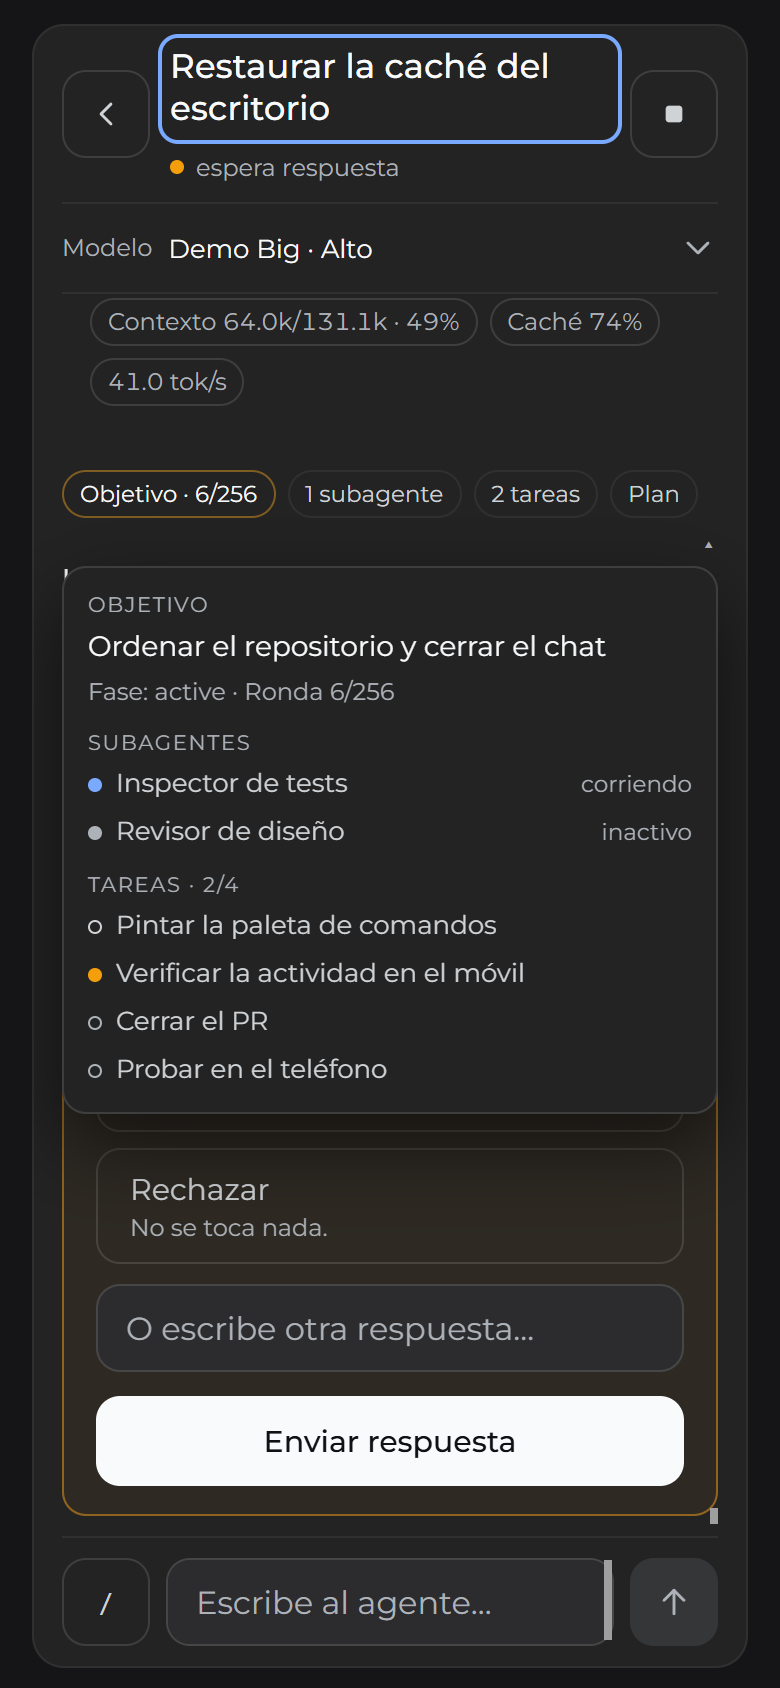 Restaurar la caché del
escritorio
espera respuesta
Modelo Demo Big · Alto
Contexto 64.0k/131.1k · 49% Caché 74%
41.0 tok/s
Objetivo · 6/256 1 subagente 2 tareas Plan
OBJETIVO
Ordenar el repositorio y cerrar el chat
Fase: active · Ronda 6/256
SUBAGENTES
Inspector de tests corriendo
Revisor de diseño inactivo
TAREAS · 2/4
Pintar la paleta de comandos
Verificar la actividad en el móvil
Cerrar el PR
Probar en el teléfono
Rechazar
No se toca nada.
O escribe otra respuesta...
Enviar respuesta
/ Escribe al agente...